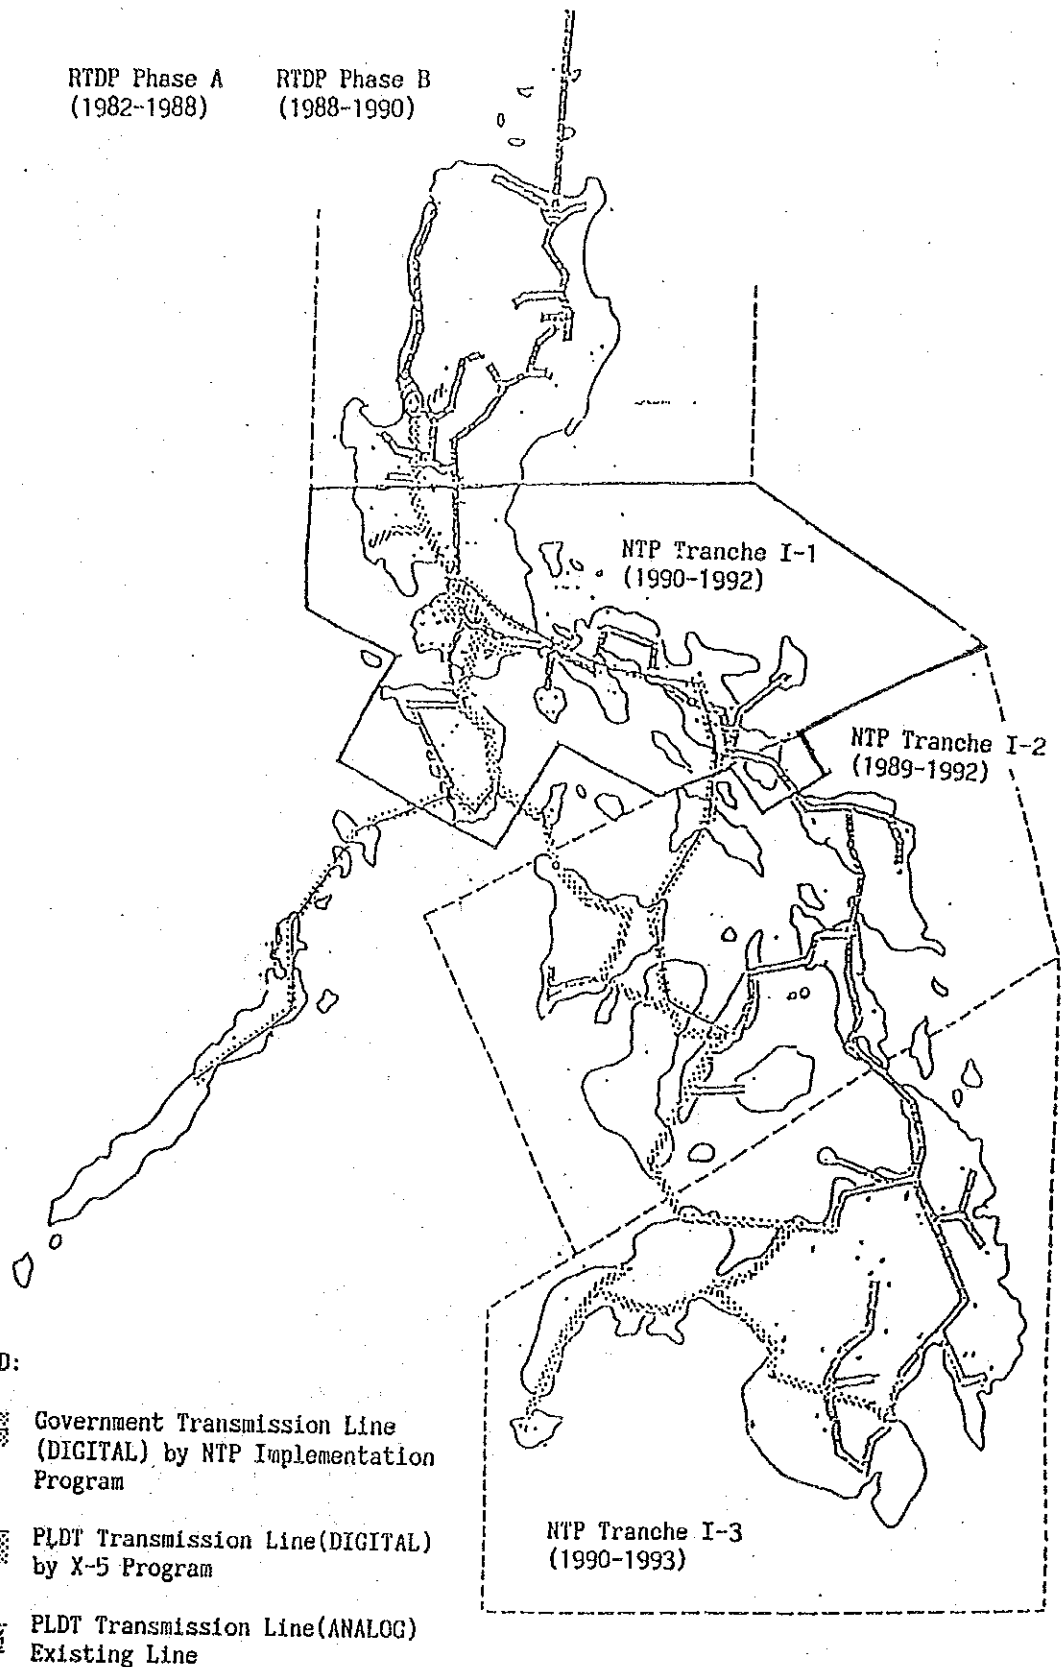 RTDP Phase A RTDP Phase B
(1982-1988) (1988-1990)
NTP Tranche I-1
(1990-1992)
NTP Tranche I-2
(1989-1992)
D:
Government Transmission Line
(DIGITAL) by NTP Implementation
Program
PLDT Transmission Line(DIGITAL)
by X-5 Program
PLDT Transmission Line(ANALOG)
Existing Line
NTP Tranche I-3
(1990-1993)